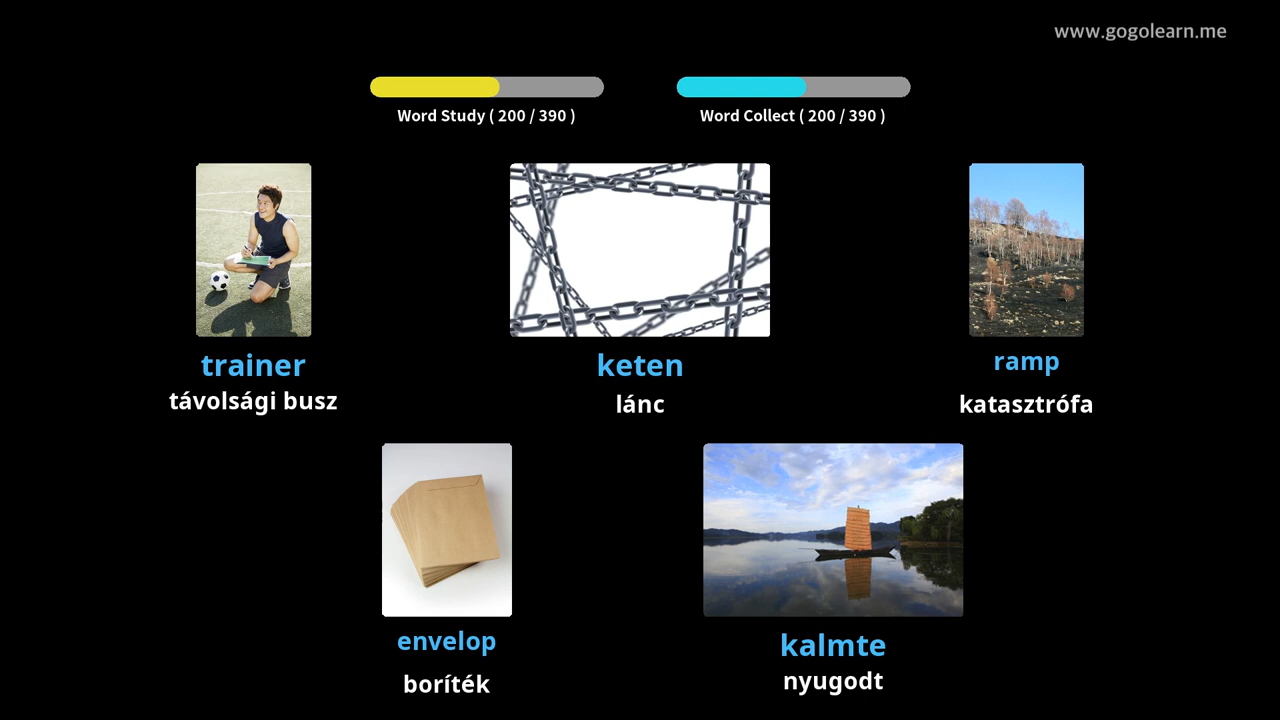 www.gogolearn.me
Word Study ( 200 / 390 )
Word Collect ( 200 / 390 )
trainer
távolsági busz
keten
lánc
ramp
katasztrófa
envelop
boríték
kalmte
nyugodt